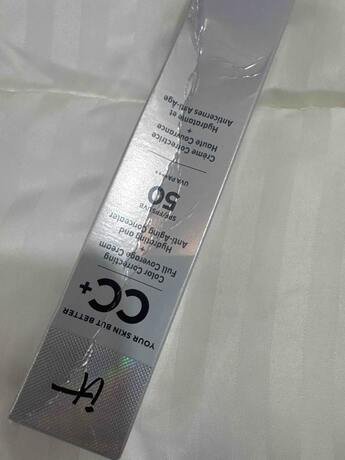 it
YOUR SKIN BUT BETTER
CC+
Color Correcting
Full Coverage Cream
+
Hydrating and
Anti-Aging Concealer
50
UVA PA+++
Crème Correctrice
Haute Couvrance
+
Hydratante et
Anticernes Anti-Âge